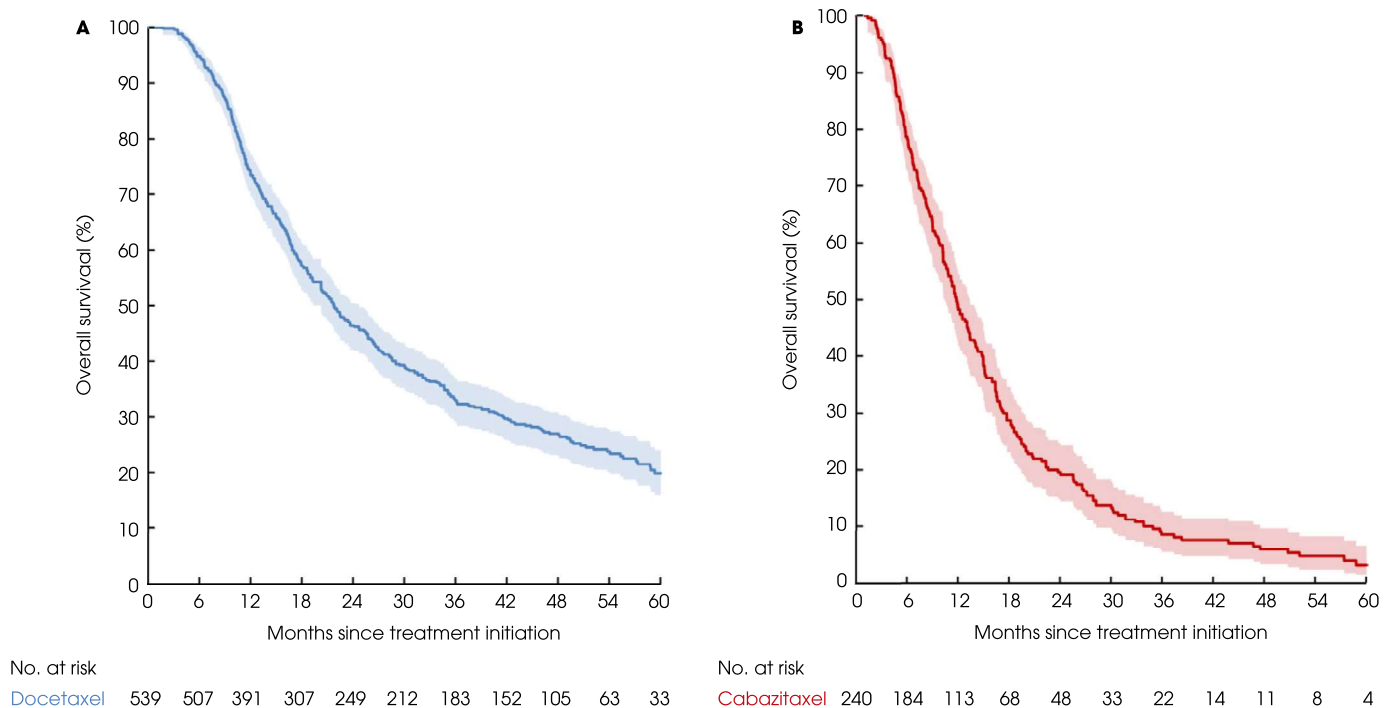 A
Overall survivaal (%)
100
90
80
70
60
50
40
30
20
10
0
0 6 12 18 24 30 36 42 48 54 60
Months since treatment initiation
No. at risk
Docetaxel 539 507 391 307 249 212 183 152 105 63 33
B
Overall survivaal (%)
100
90
80
70
60
50
40
30
20
10
0
0 6 12 18 24 30 36 42 48 54 60
Months since treatment initiation
No. at risk
Cabazitaxel 240 184 113 68 48 33 22 14 11 8 4